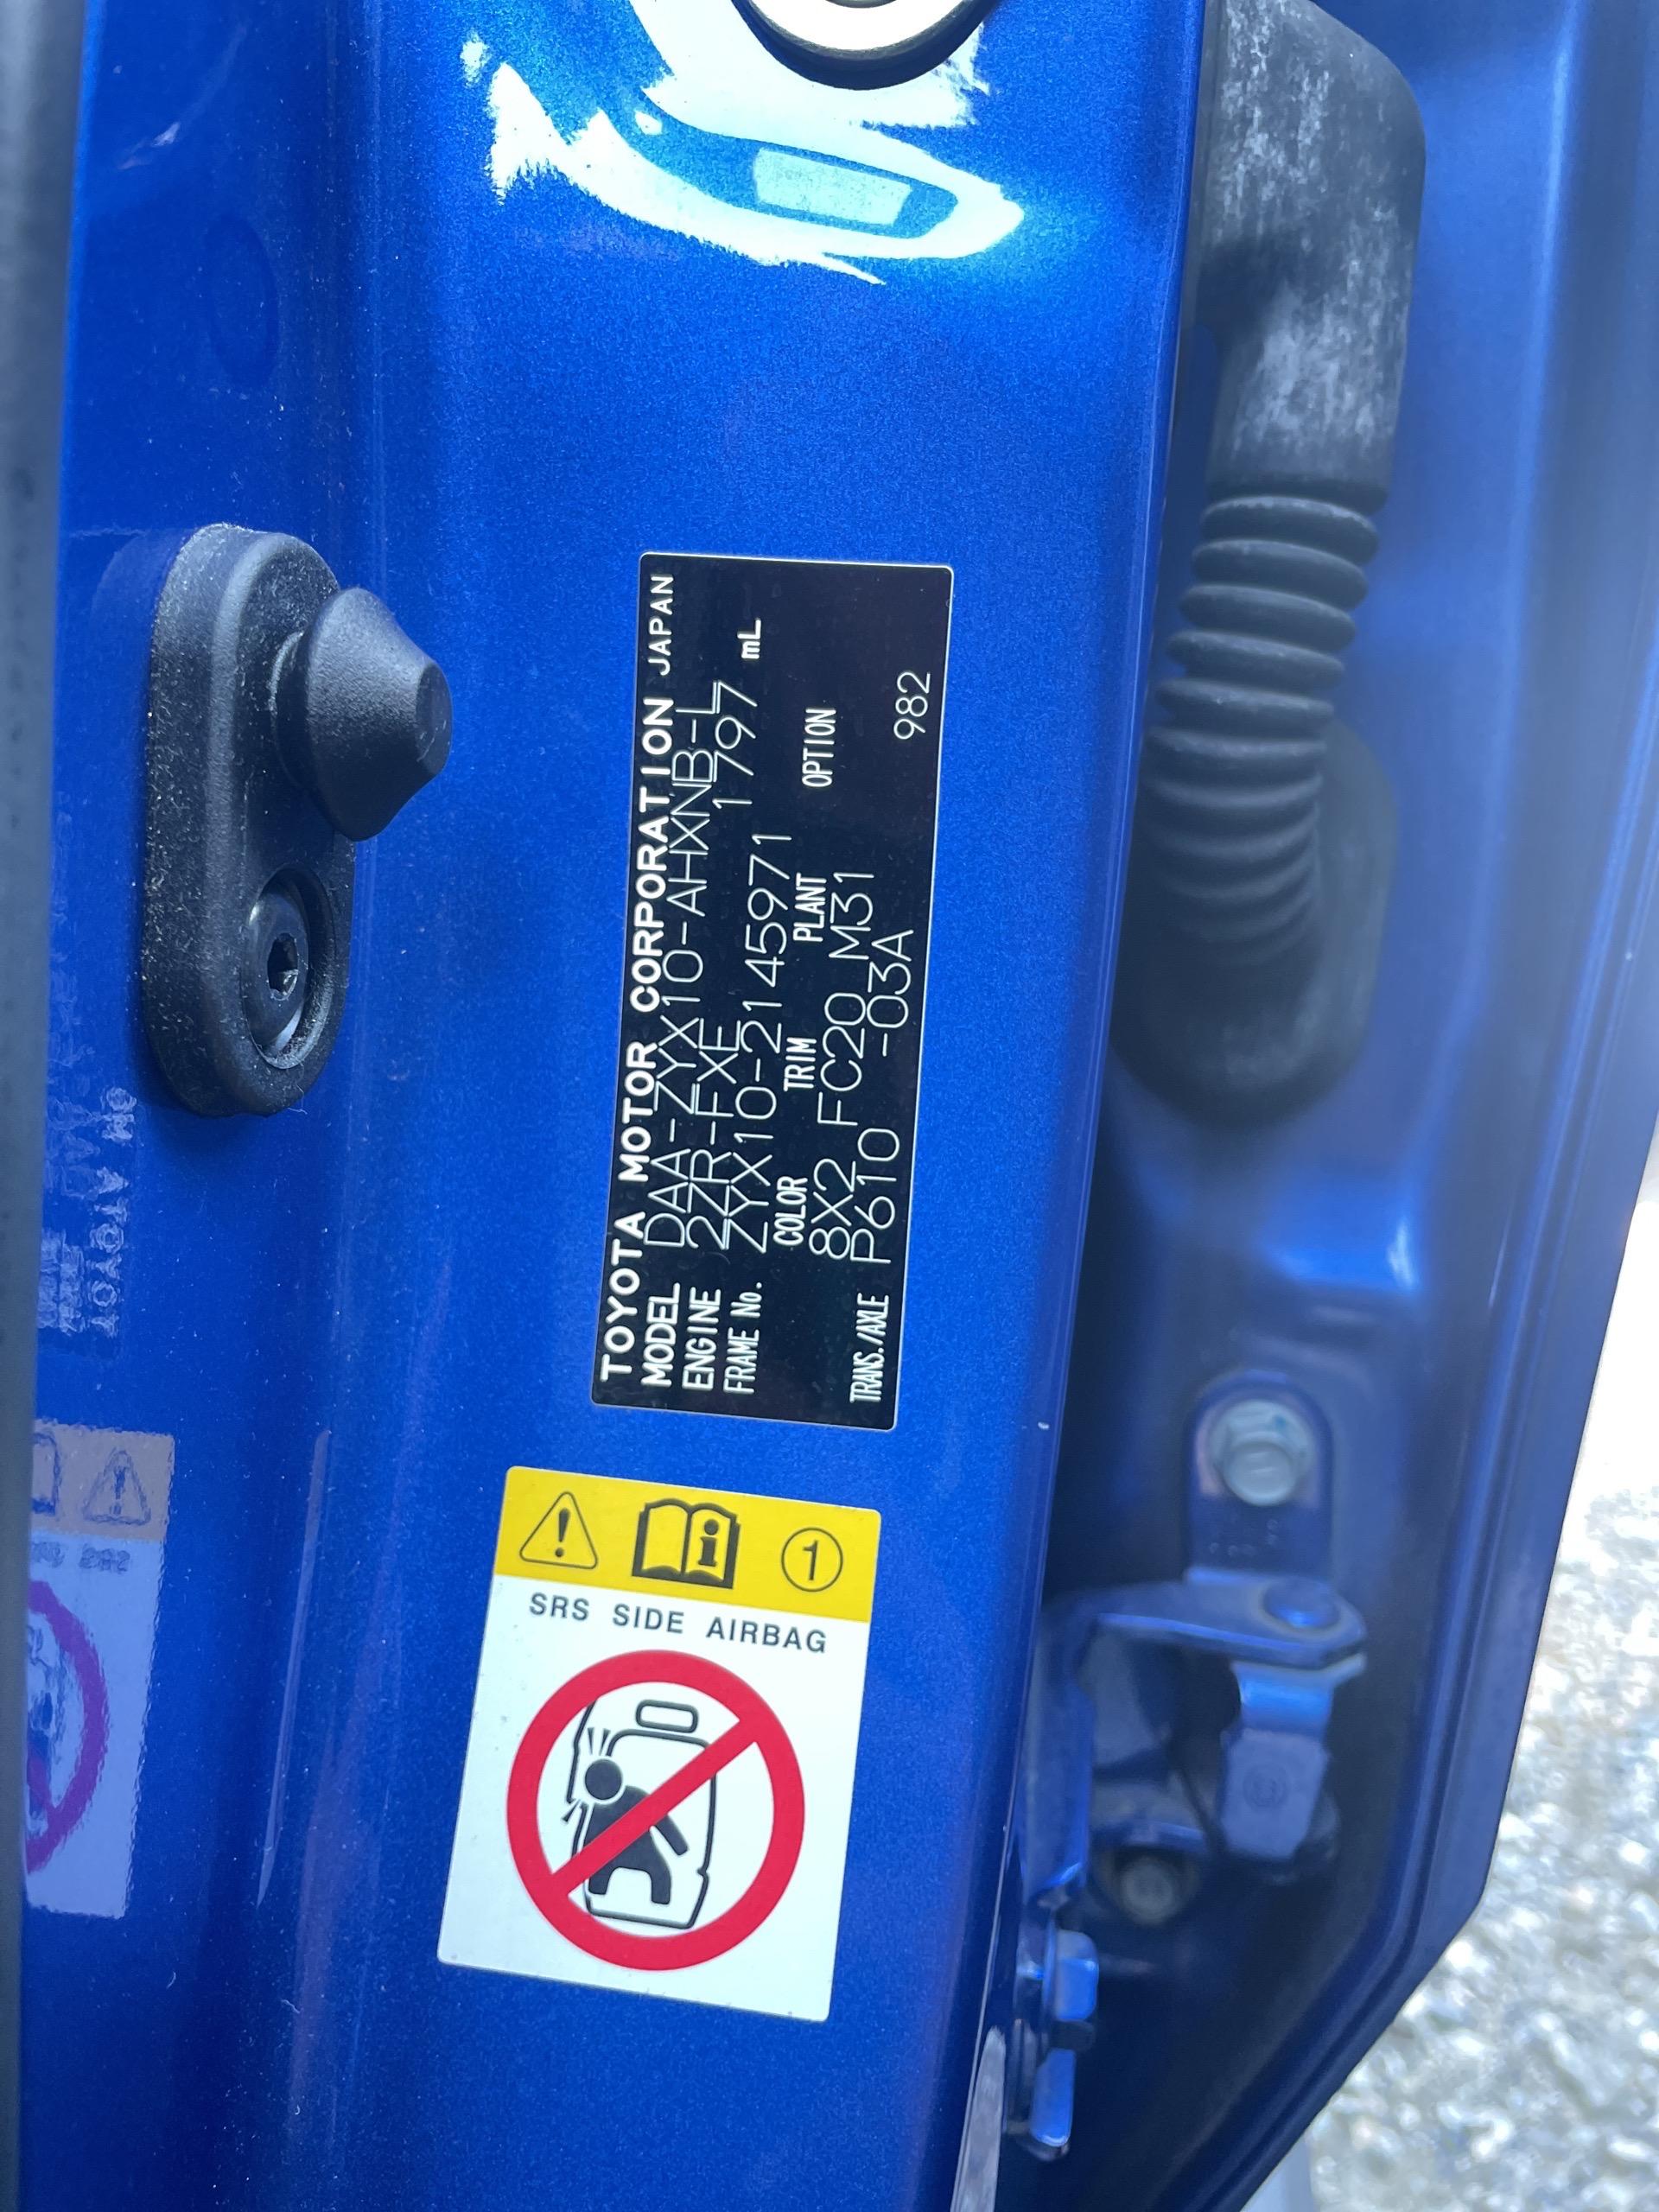 TOYOTA MOTOR CORPORATION JAPAN
MODEL DAA-ZYX10-AHXNB-L
ENGINE 2ZR-FXE 1797 mL
FRAME No. ZYX10-2145971
COLOR TRIM PLANT OPTION
8X2 FC20 M31
TRANS./AXLE P610 -03A 982
1
SRS SIDE AIRBAG